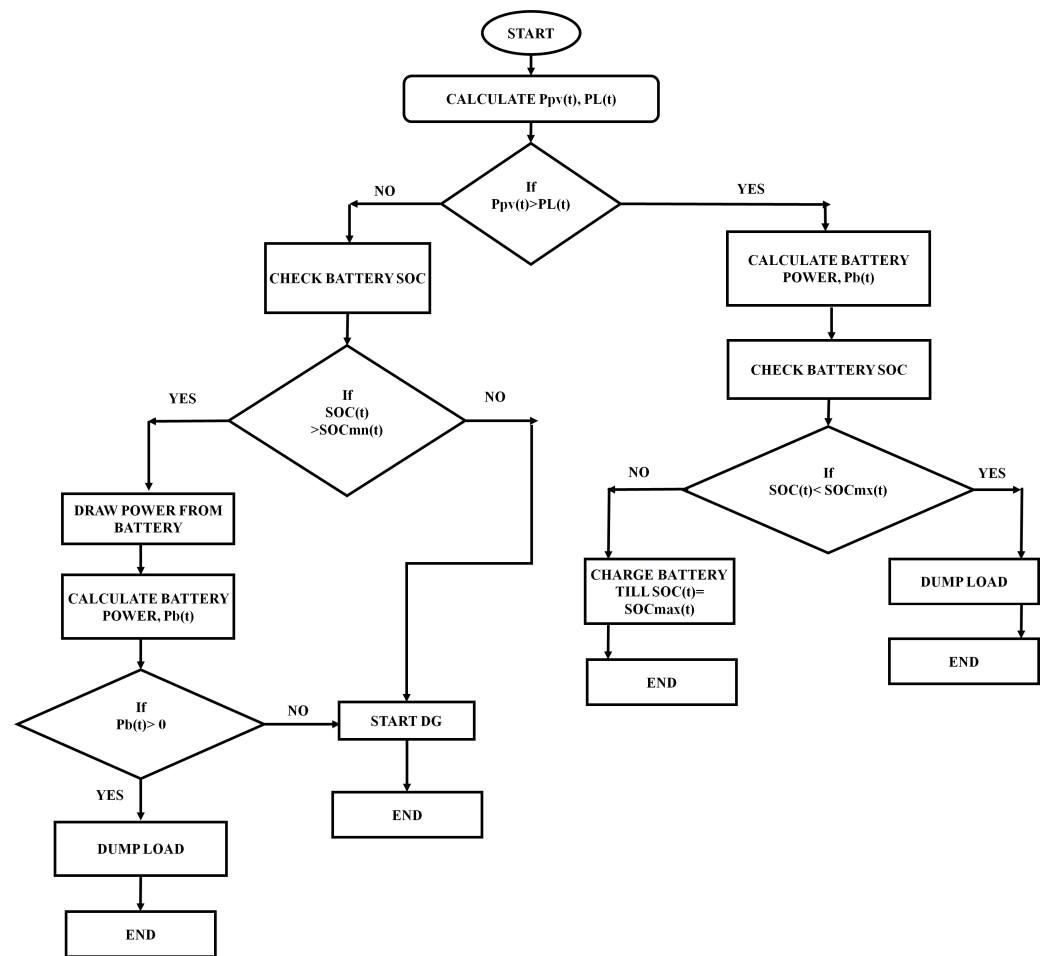 START
CALCULATE Ppv(t), PL(t)
If
Ppv(t)>PL(t)
NO
YES
CHECK BATTERY SOC
CALCULATE BATTERY
POWER, Pb(t)
CHECK BATTERY SOC
If
SOC(t)
>SOCmn(t)
YES
NO
If
SOC(t)< SOCmx(t)
NO
YES
DRAW POWER FROM
BATTERY
CALCULATE BATTERY
POWER, Pb(t)
CHARGE BATTERY
TILL SOC(t)=
SOCmax(t)
DUMP LOAD
END
END
If
Pb(t)> 0
NO
START DG
YES
END
DUMP LOAD
END